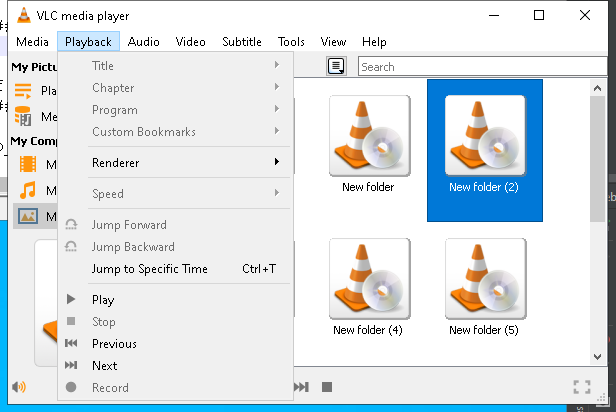 VLC media player
Media Playback Audio Video Subtitle Tools View Help
My Pictu
Pla
Me
My Comp
M
M
M
Title
Chapter
Program
Custom Bookmarks
Renderer
Speed
Jump Forward
Jump Backward
Jump to Specific Time Ctrl+T
Play
Stop
Previous
Next
Record
Search
New folder
New folder (2)
New folder (4)
New folder (5)